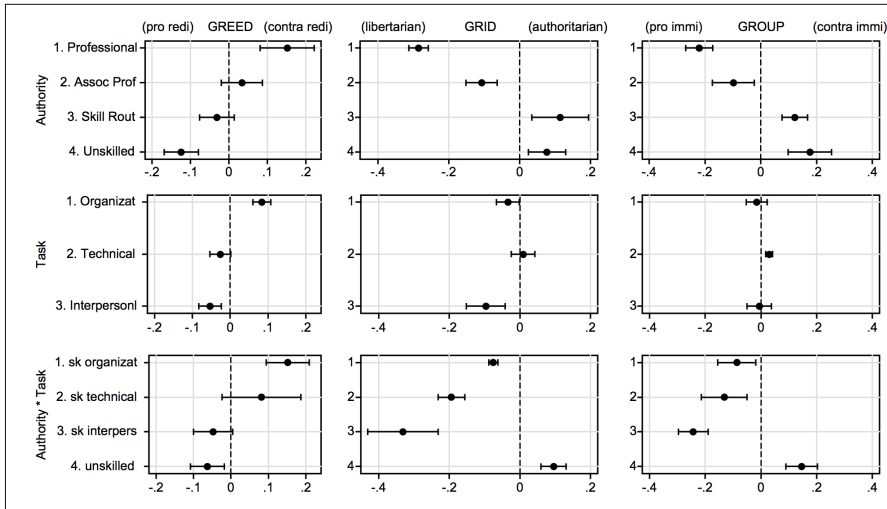 (pro redi) GREED (contra redi) (libertarian) GRID (authoritarian) (pro immi) GROUP (contra immi)
Authority
1. Professional 1 1
2. Assoc Prof 2 2
3. Skill Rout 3 3
4. Unskilled 4 4
-.2 -.1 0 .1 .2 -.4 -.2 0 .2 -.4 -.2 0 .2 .4
Task
1. Organizat 1 1
2. Technical 2 2
3. Interpersonl 3 3
-.2 -.1 0 .1 .2 -.4 -.2 0 .2 -.4 -.2 0 .2 .4
Authority * Task
1. sk organizat 1 1
2. sk technical 2 2
3. sk interpers 3 3
4. unskilled 4 4
-.2 -.1 0 .1 .2 -.4 -.2 0 .2 -.4 -.2 0 .2 .4